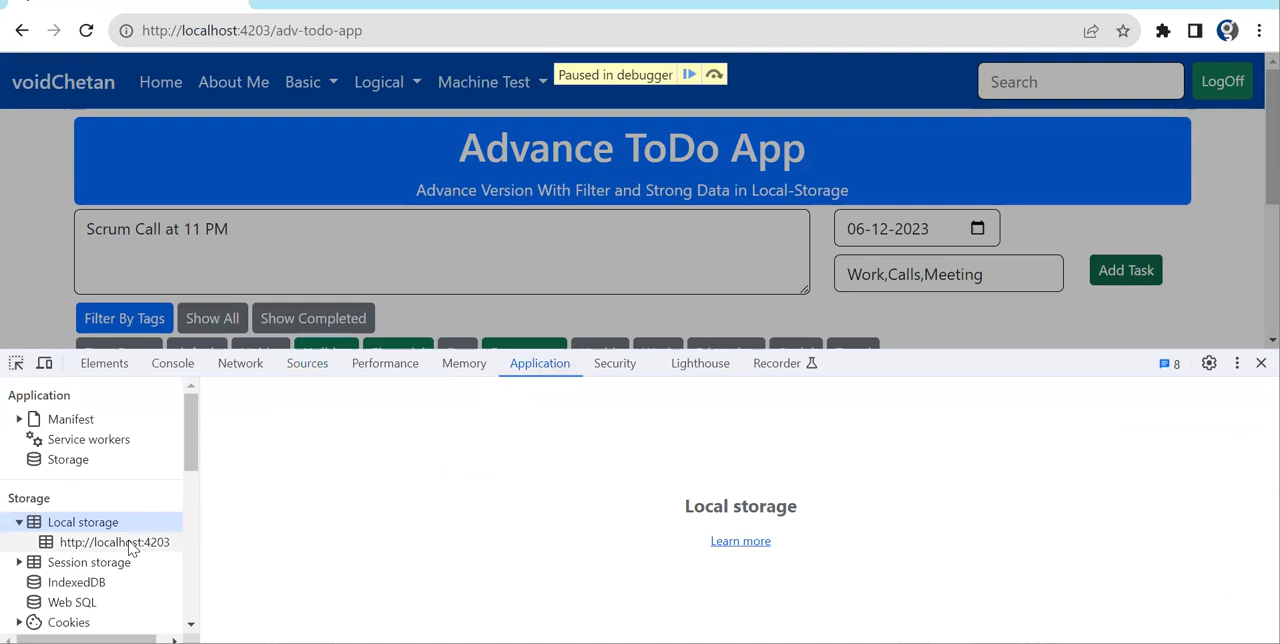 http://localhost:4203/adv-todo-app
voidChetan Home About Me Basic Logical Machine Test Paused in debugger Search LogOff
Advance ToDo App
Advance Version With Filter and Strong Data in Local-Storage
Scrum Call at 11 PM
06-12-2023
Work,Calls,Meeting
Add Task
Filter By Tags Show All Show Completed
Elements Console Network Sources Performance Memory Application Security Lighthouse Recorder 8
Application
Manifest
Service workers
Storage
Storage
Local storage
http://localhost:4203
Session storage
IndexedDB
Web SQL
Cookies
Local storage
Learn more